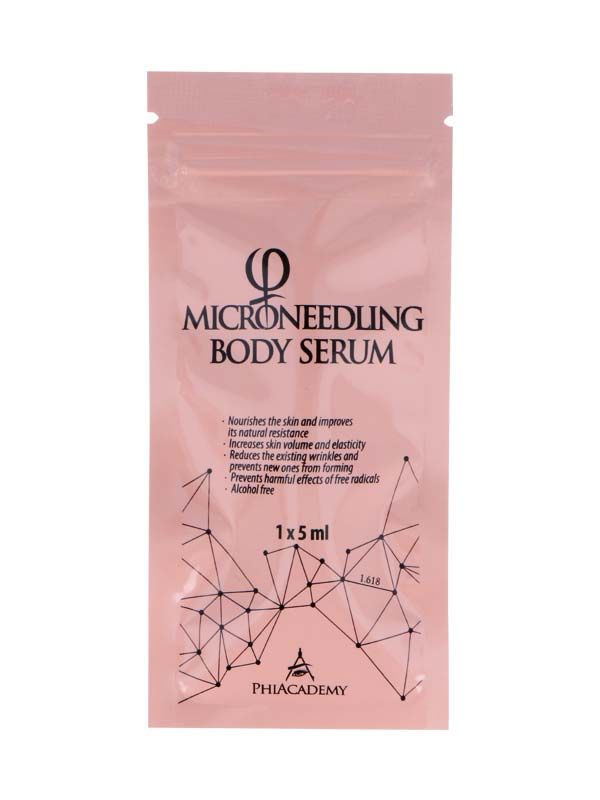 φ
MICRONEEDLING
BODY SERUM
· Nourishes the skin and improves
its natural resistance
· Increases skin volume and elasticity
· Reduces the existing wrinkles and
prevents new ones from forming
· Prevents harmful effects of free radicals
· Alcohol free
1 x 5 ml
1.618
PHIACADEMY